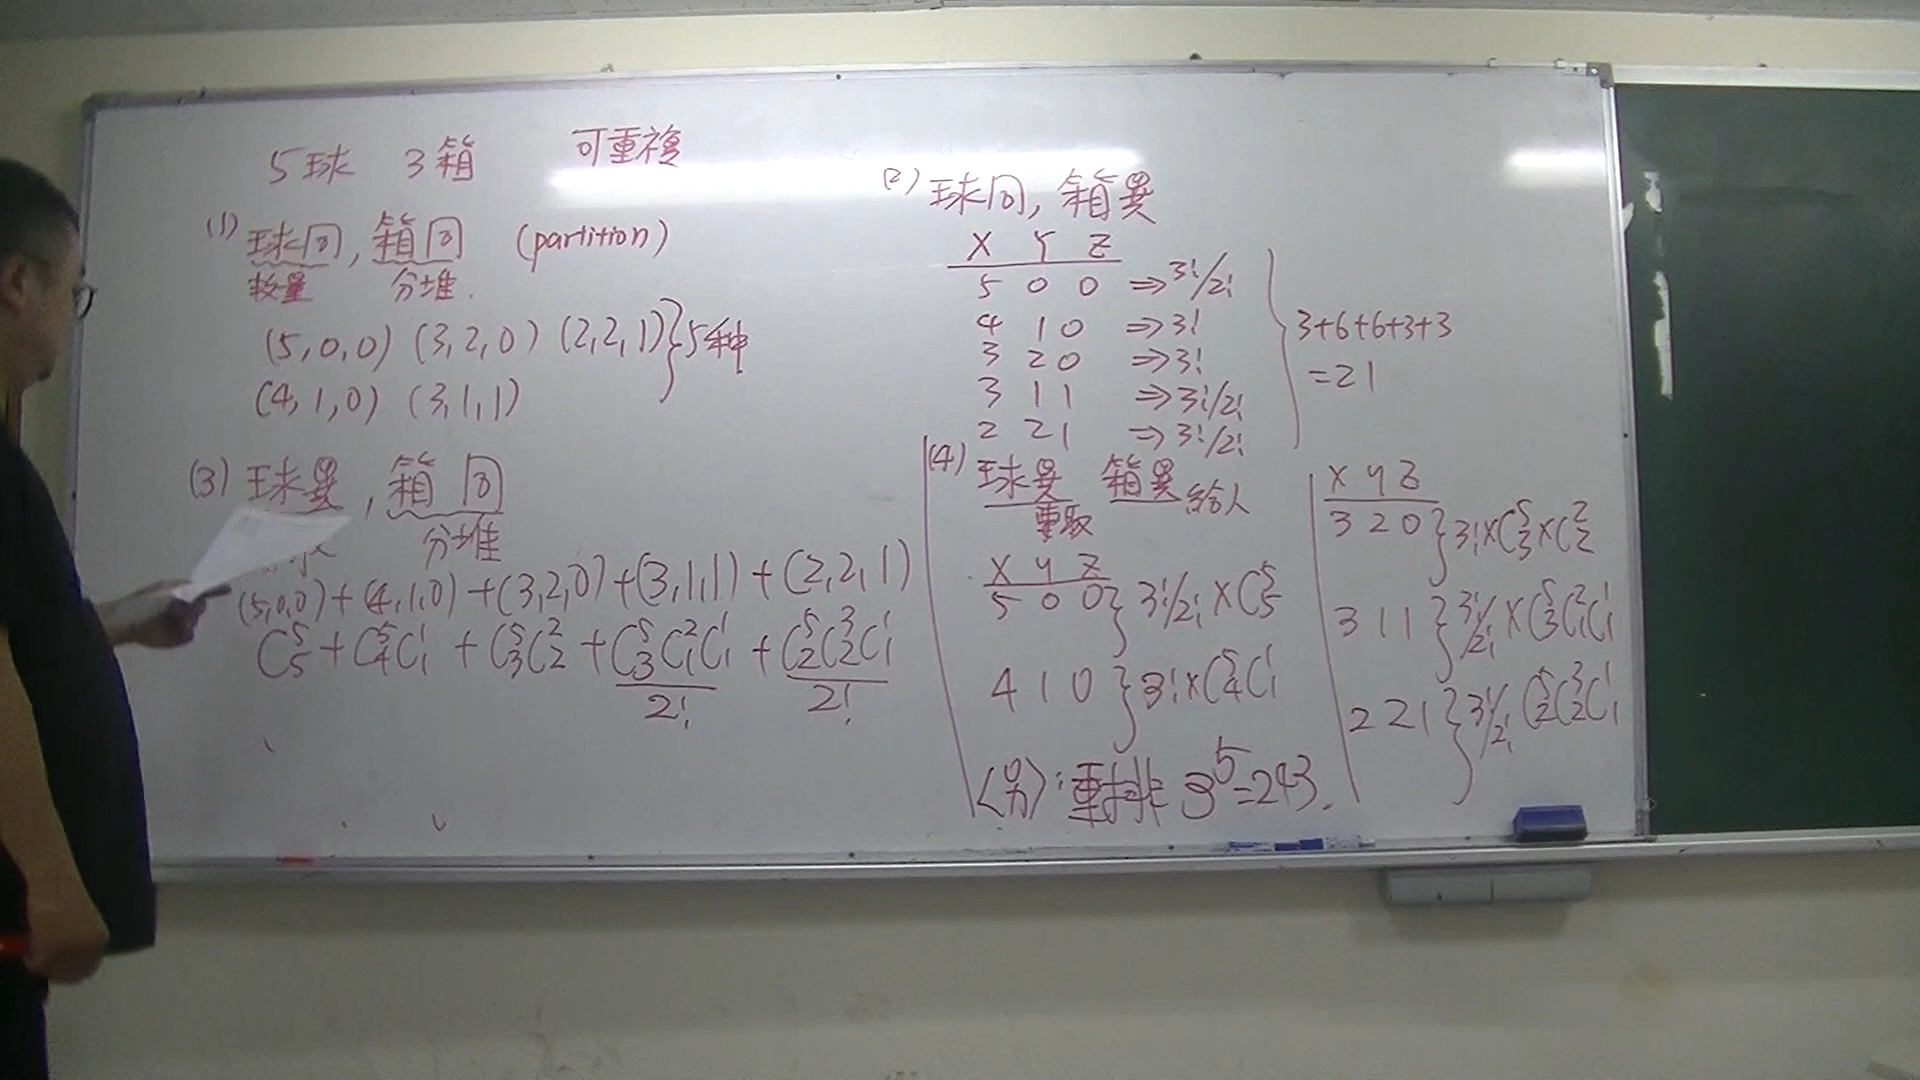 5球 3箱 可重複
(1) 球同, 箱同 (partition)
數量 分堆.
(5,0,0) (3,2,0) (2,2,1) }5種
(4,1,0) (3,1,1)
(2) 球同, 箱異
X Y Z
5 0 0 ⇒ 3!/2!
4 1 0 ⇒ 3!
3 2 0 ⇒ 3!
3 1 1 ⇒ 3!/2!
2 2 1 ⇒ 3!/2!
3+6+6+3+3
=21
(3) 球異, 箱同
分堆
(5,0,0)+(4,1,0)+(3,2,0)+(3,1,1)+(2,2,1)
C⁵₅ + C⁵₄C¹₁ + C⁵₃C²₂ + C⁵₃C²₁C¹₁/2! + C⁵₂C³₂C¹₁/2!
(4) 球異 箱異 給人
重取
X y Z
5 0 0 } 3!/2! × C⁵₅
4 1 0 } 3! × C⁵₄C¹₁
X y Z
3 2 0 } 3! × C⁵₃ × C²₂
3 1 1 } 3!/2! × C⁵₃C²₁C¹₁
2 2 1 } 3!/2! C⁵₂C³₂C¹₁
<另>: 重排 3⁵=243.